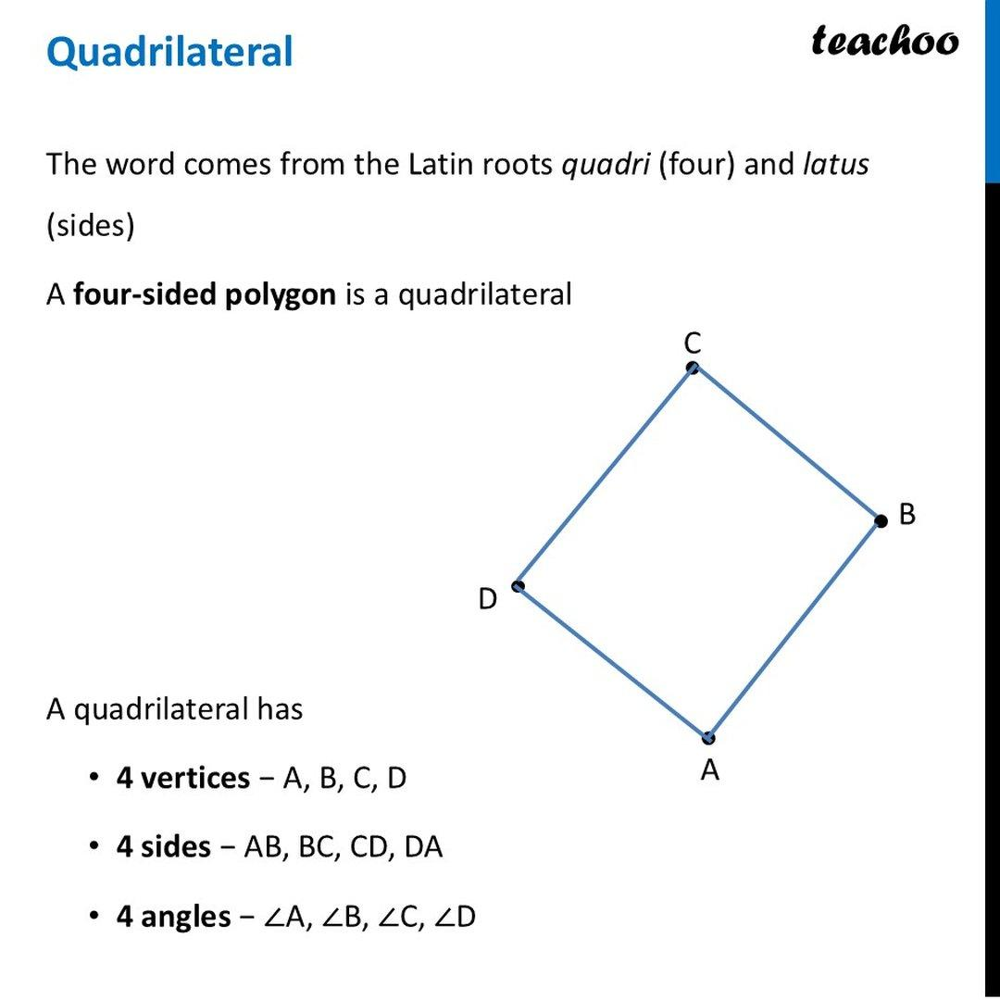 Quadrilateral
teachoo
The word comes from the Latin roots quadri (four) and latus
(sides)
A four-sided polygon is a quadrilateral
C
B
D
A
A quadrilateral has
• 4 vertices – A, B, C, D
• 4 sides – AB, BC, CD, DA
• 4 angles – ∠A, ∠B, ∠C, ∠D